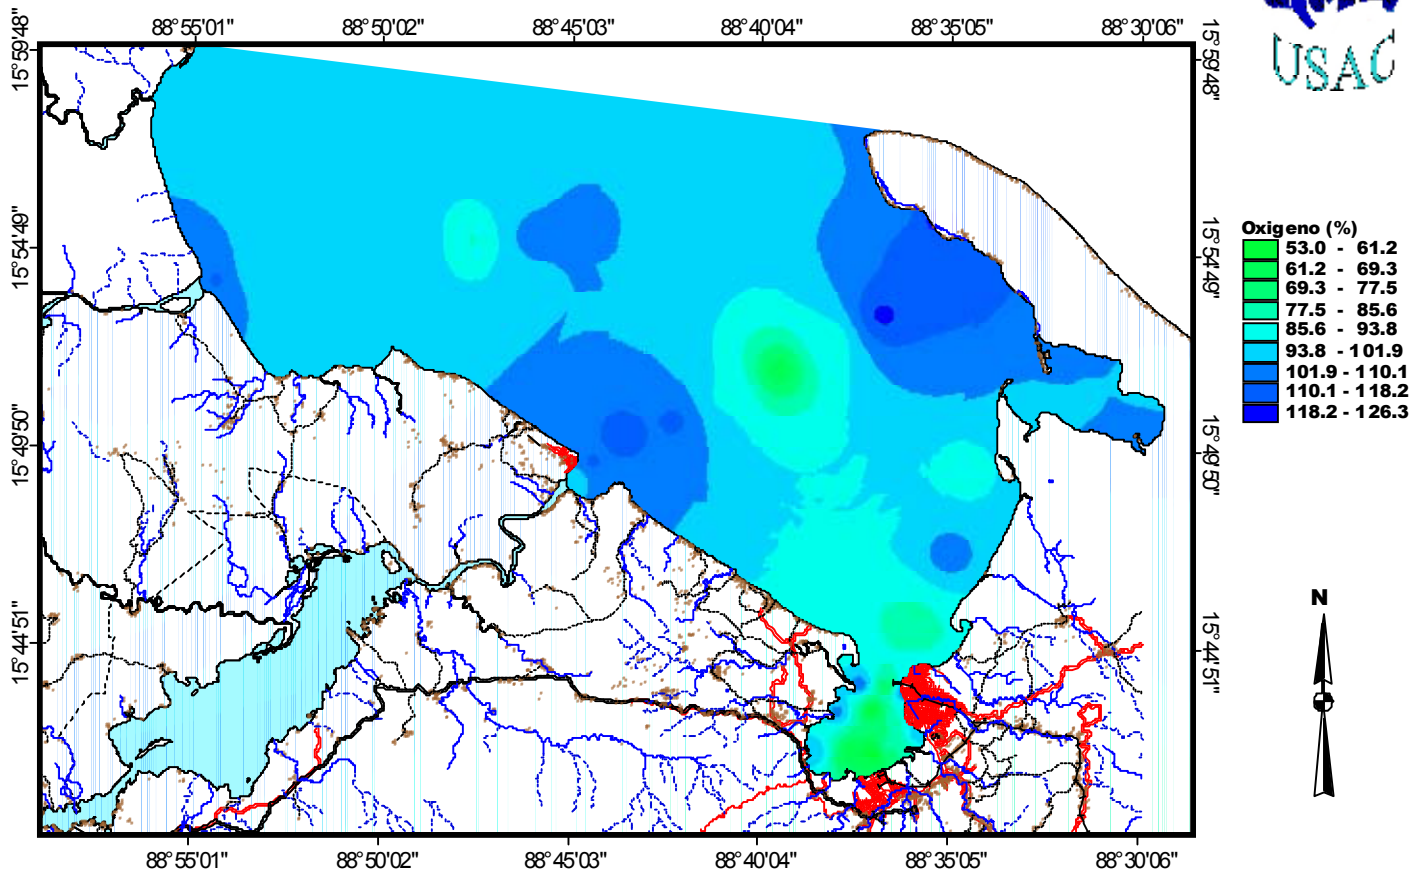 88°55'01" 88°50'02" 88°45'03" 88°40'04" 88°35'05" 88°30'06"
15°59'48"
15°54'49"
15°49'50"
15°44'51"
15°59'48"
15°54'49"
15°49'50"
15°44'51"
88°55'01" 88°50'02" 88°45'03" 88°40'04" 88°35'05" 88°30'06"
USAC
Oxigeno (%)
53.0 - 61.2
61.2 - 69.3
69.3 - 77.5
77.5 - 85.6
85.6 - 93.8
93.8 - 101.9
101.9 - 110.1
110.1 - 118.2
118.2 - 126.3
N